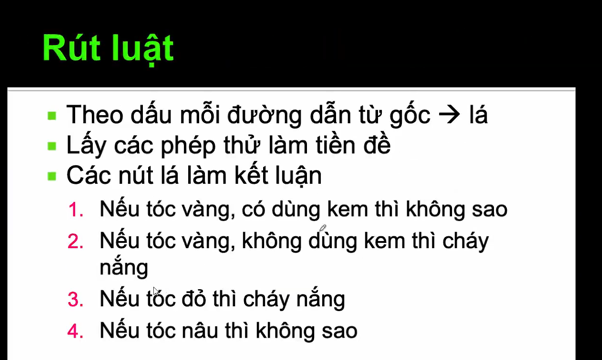 Rút luật
Theo dấu mỗi đường dẫn từ gốc → lá
Lấy các phép thử làm tiền đề
Các nút lá làm kết luận
1. Nếu tóc vàng, có dùng kem thì không sao
2. Nếu tóc vàng, không dùng kem thì cháy
nắng
3. Nếu tóc đỏ thì cháy nắng
4. Nếu tóc nâu thì không sao